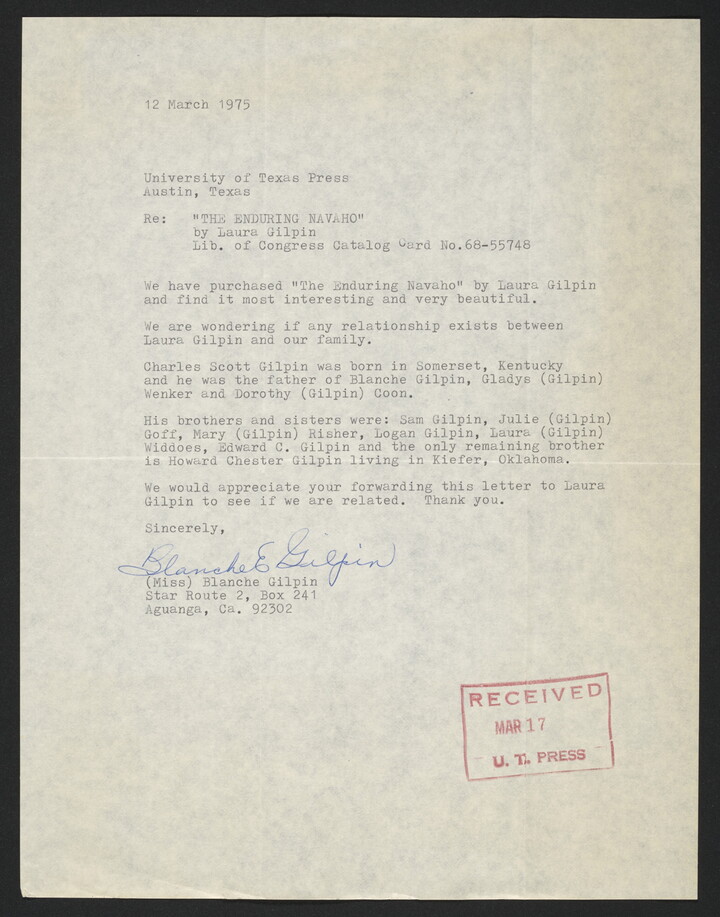 12 March 1975
University of Texas Press
Austin, Texas
Re: "THE ENDURING NAVAHO"
by Laura Gilpin
Lib. of Congress Catalog Card No.68-55748
We have purchased "The Enduring Navaho" by Laura Gilpin
and find it most interesting and very beautiful.
We are wondering if any relationship exists between
Laura Gilpin and our family.
Charles Scott Gilpin was born in Somerset, Kentucky
and he was the father of Blanche Gilpin, Gladys (Gilpin)
Wenker and Dorothy (Gilpin) Coon.
His brothers and sisters were: Sam Gilpin, Julie (Gilpin)
Goff, Mary (Gilpin) Risher, Logan Gilpin, Laura (Gilpin)
Widdoes, Edward C. Gilpin and the only remaining brother
is Howard Chester Gilpin living in Kiefer, Oklahoma.
We would appreciate your forwarding this letter to Laura
Gilpin to see if we are related. Thank you.
Sincerely,
Blanche E Gilpin
(Miss) Blanche Gilpin
Star Route 2, Box 241
Aguanga, Ca. 92302
RECEIVED
MAR 17
U. T. PRESS